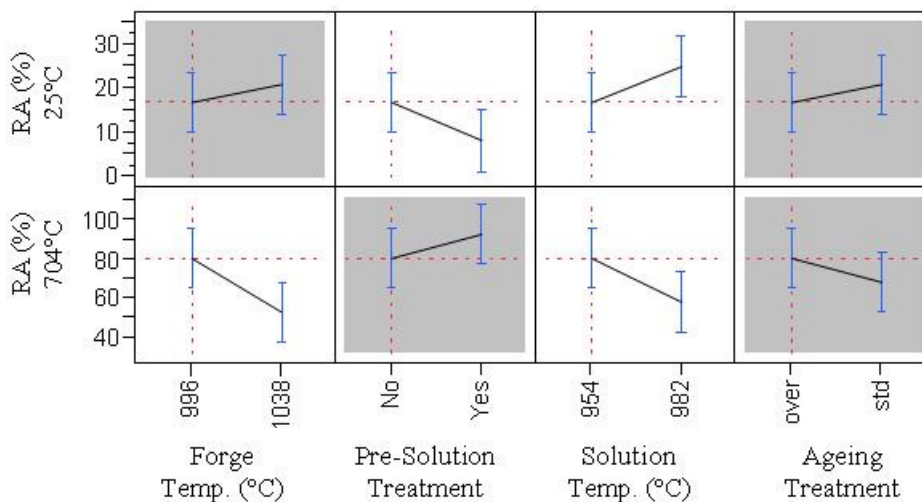 RA (%)
25°C
30
20
10
0
RA (%)
704°C
100
80
60
40
996
1038
No
Yes
954
982
over
std
Forge
Temp. (°C)
Pre-Solution
Treatment
Solution
Temp. (°C)
Ageing
Treatment